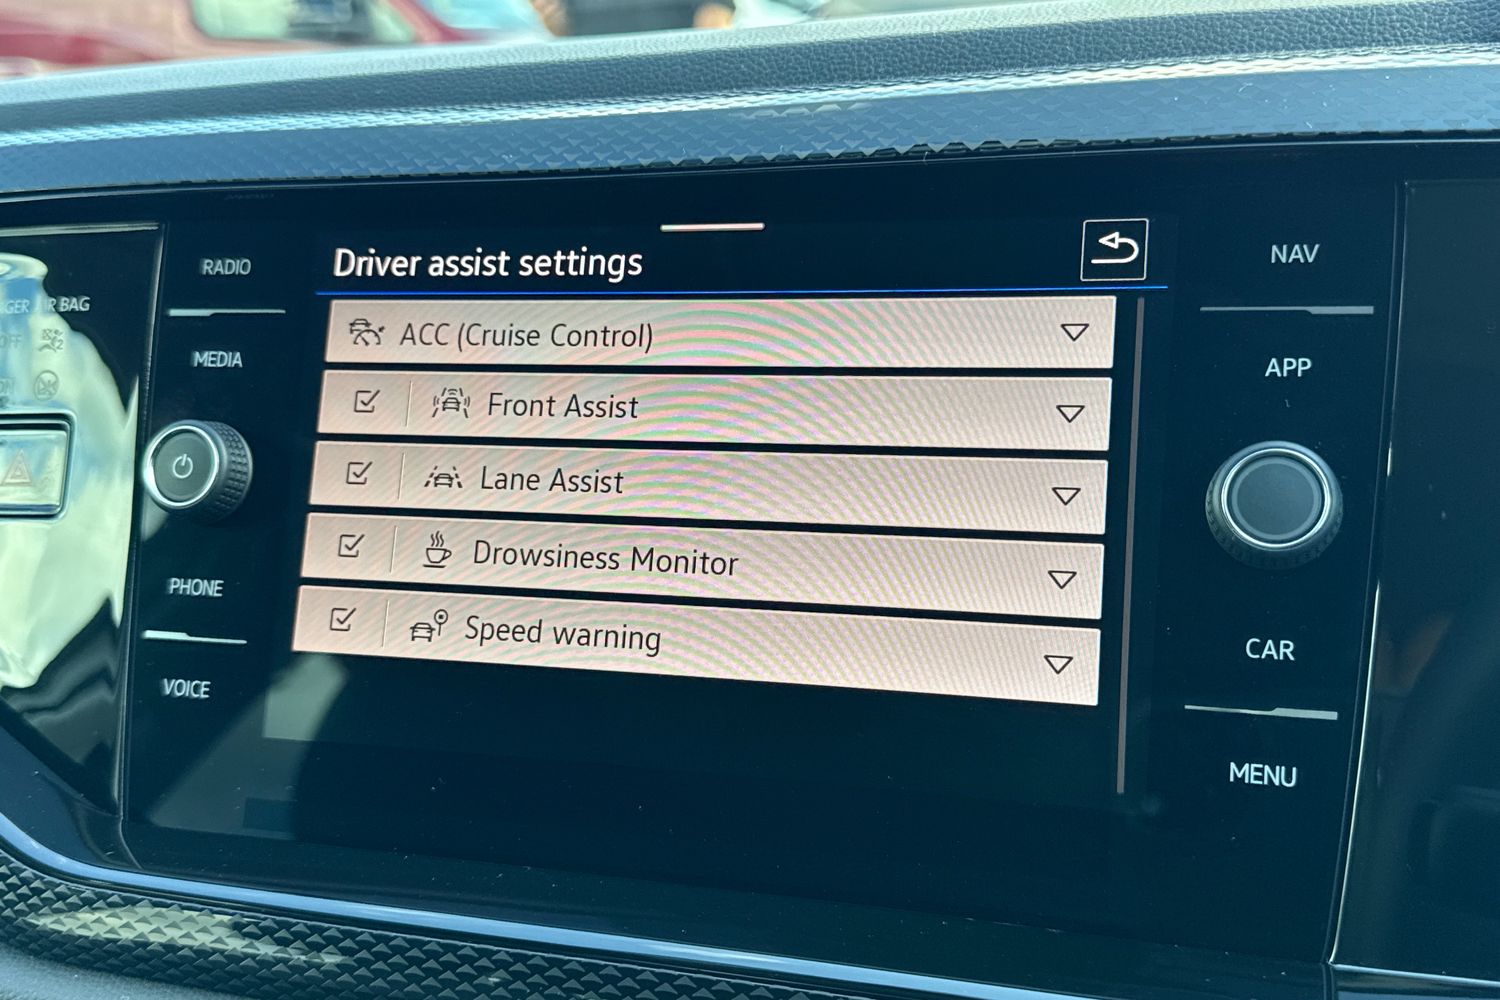 RADIO
MEDIA
PHONE
VOICE
Driver assist settings
ACC (Cruise Control)
Front Assist
Lane Assist
Drowsiness Monitor
Speed warning
NAV
APP
CAR
MENU
BAG